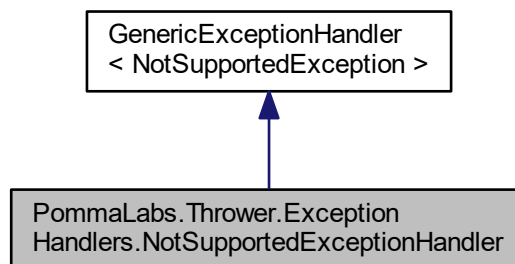 GenericExceptionHandler
< NotSupportedException >
PommaLabs.Thrower.Exception
Handlers.NotSupportedExceptionHandler